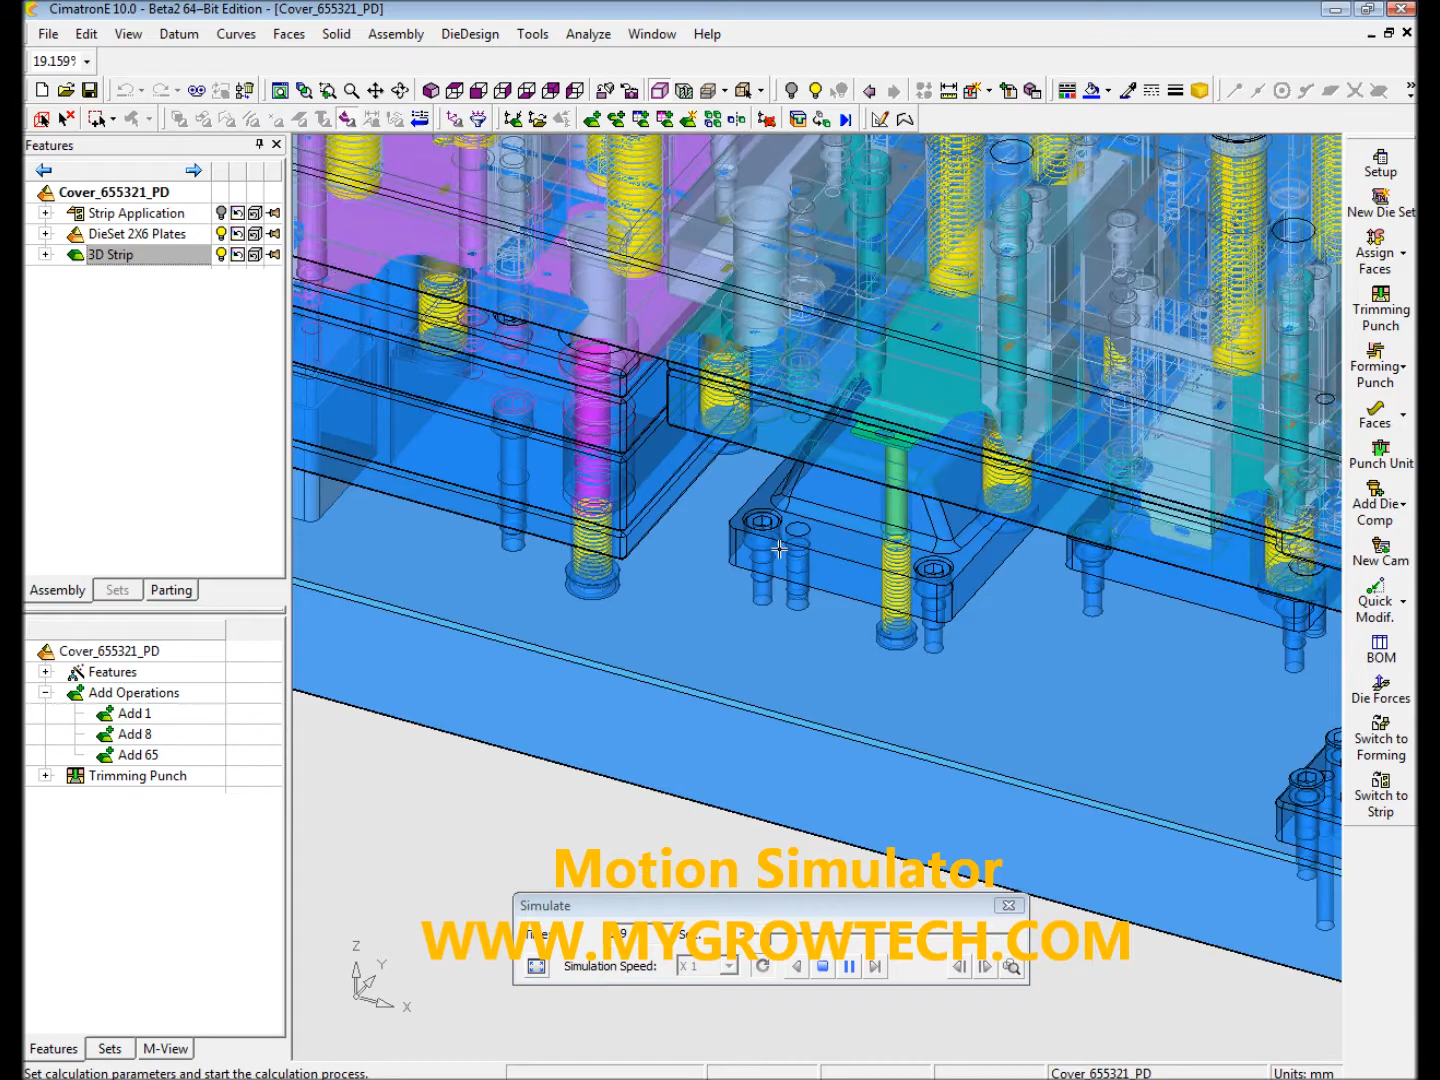 CimatronE 10.0 - Beta2 64-Bit Edition - [Cover_655321_PD]
File Edit View Datum Curves Faces Solid Assembly DieDesign Tools Analyze Window Help
19.159
Features
Cover_655321_PD
Strip Application
DieSet 2X6 Plates
3D Strip
Assembly Sets Parting
Cover_655321_PD
Features
Add Operations
Add 1
Add 8
Add 65
Trimming Punch
Features Sets M-View
Setup
New Die Set
Assign
Faces
Trimming
Punch
Forming
Punch
Faces
Punch Unit
Add Die
Comp
New Cam
Quick
Modif.
BOM
Die Forces
Switch to
Forming
Switch to
Strip
Motion Simulator
Simulate
WWW.MYGROWTECH.COM
Simulation Speed: X 1
Z
Y
X
Set calculation parameters and start the calculation process.
Cover_655321_PD
Units: mm